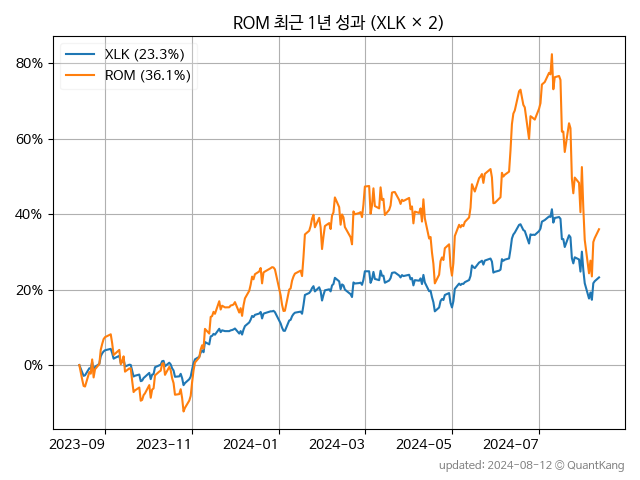 ROM 최근 1년 성과 (XLK × 2)
XLK (23.3%)
ROM (36.1%)
80%
60%
40%
20%
0%
2023-09 2023-11 2024-01 2024-03 2024-05 2024-07
updated: 2024-08-12 © QuantKang